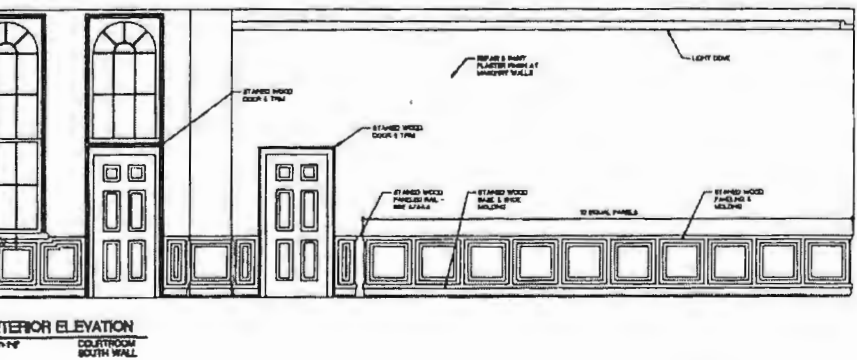 REPAIR & PAINT
PLASTER FINISH AT
MASONRY WALLS
LIGHT COVE
STAINED WOOD
DOOR & TRIM
STAINED WOOD
DOOR & TRIM
STAINED WOOD
PANELED RAIL -
STAINED WOOD
BASE & SHOE
MOLDING
STAINED WOOD
PANELING &
MOLDING
10 EQUAL PANELS
TERIOR ELEVATION
COURTROOM
SOUTH WALL